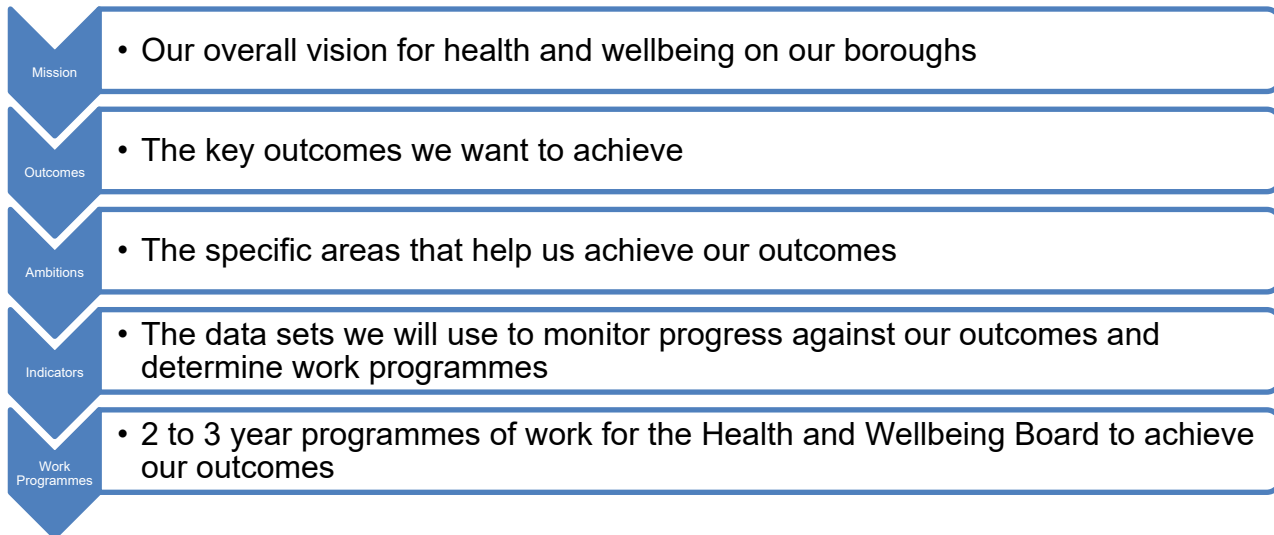 Mission
• Our overall vision for health and wellbeing on our boroughs
Outcomes
• The key outcomes we want to achieve
Ambitions
• The specific areas that help us achieve our outcomes
Indicators
• The data sets we will use to monitor progress against our outcomes and
determine work programmes
Work
Programmes
• 2 to 3 year programmes of work for the Health and Wellbeing Board to achieve
our outcomes